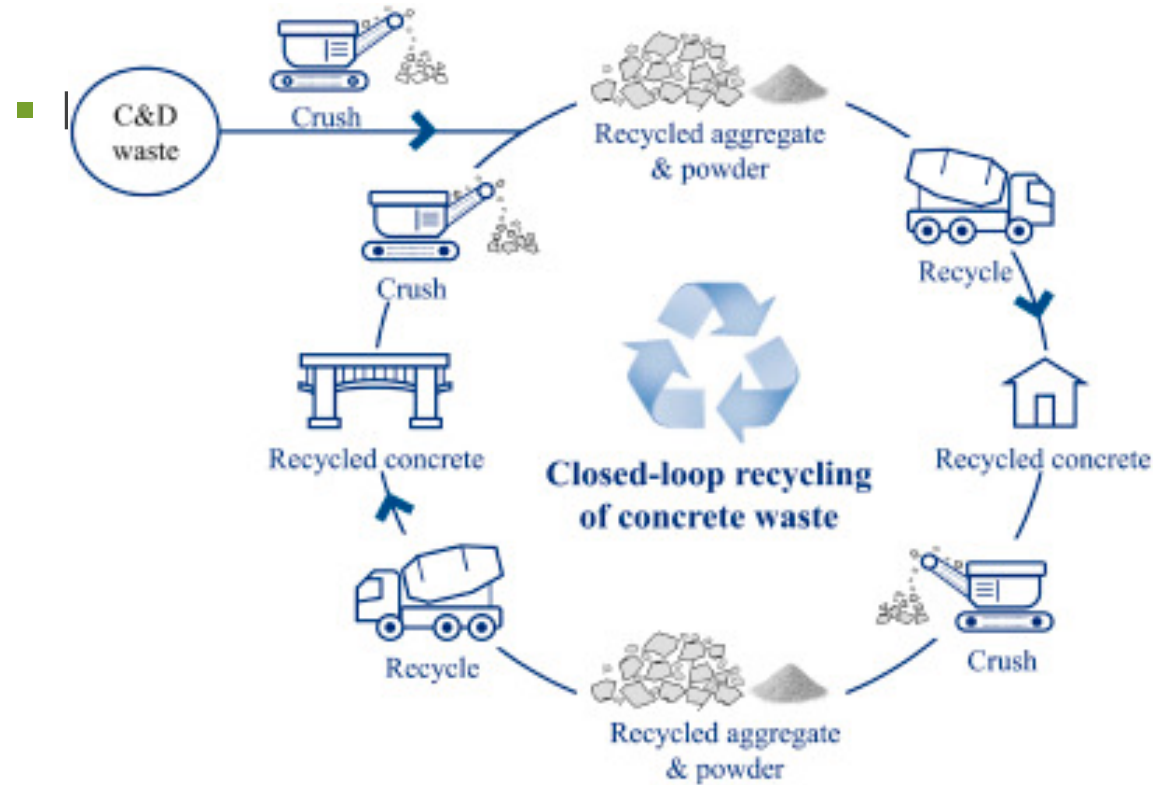 C&D
waste
Crush
Recycled aggregate
& powder
Crush
Recycle
Recycled concrete
Recycled concrete
Closed-loop recycling
of concrete waste
Recycle
Crush
Recycled aggregate
& powder